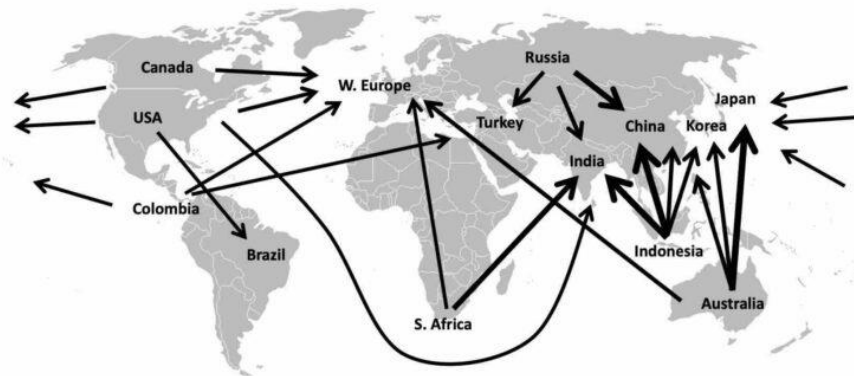 Canada
W. Europe
Russia
USA
Turkey
China
Korea
Japan
India
Colombia
Brazil
Indonesia
S. Africa
Australia